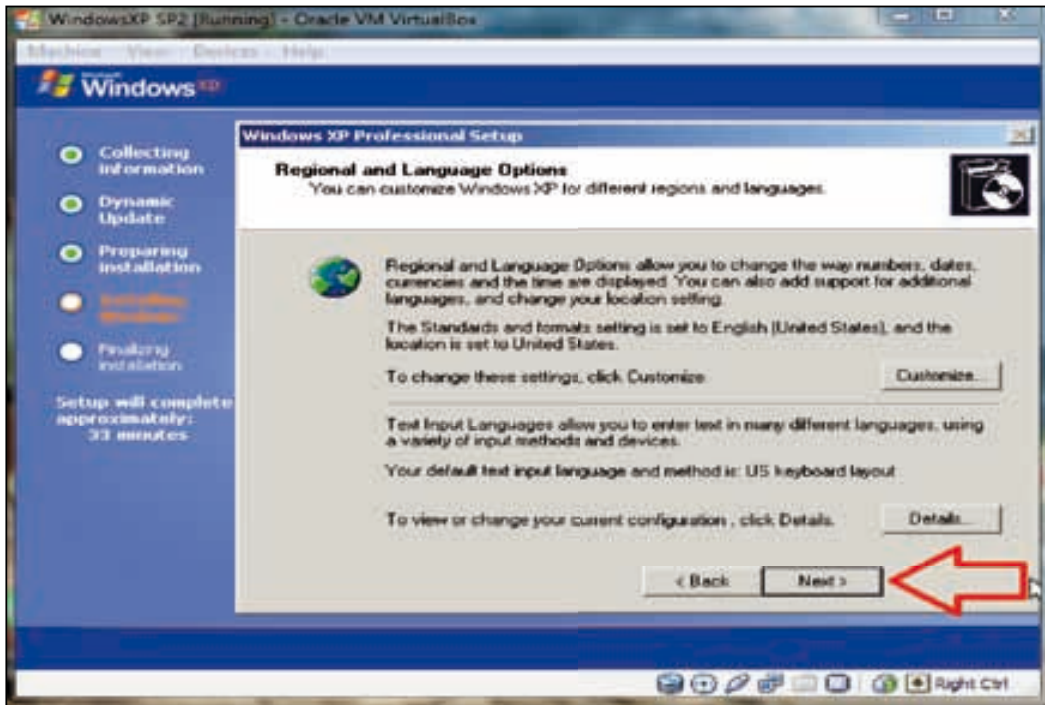 WindowsXP SP2 [Running] - Oracle VM VirtualBox
Machine View Devices Help
Microsoft
Windows XP
Collecting
information
Dynamic
Update
Preparing
installation
Installing
Windows
Finalizing
installation
Setup will complete
approximately:
33 minutes
Windows XP Professional Setup
Regional and Language Options
You can customize Windows XP for different regions and languages.
Regional and Language Options allow you to change the way numbers, dates,
currencies and the time are displayed. You can also add support for additional
languages, and change your location setting.
The Standards and formats setting is set to English (United States), and the
location is set to United States.
To change these settings, click Customize
Customize...
Text Input Languages allow you to enter text in many different languages, using
a variety of input methods and devices.
Your default text input language and method is: US keyboard layout
To view or change your current configuration , click Details.
Details...
< Back
Next >
Right Ctrl